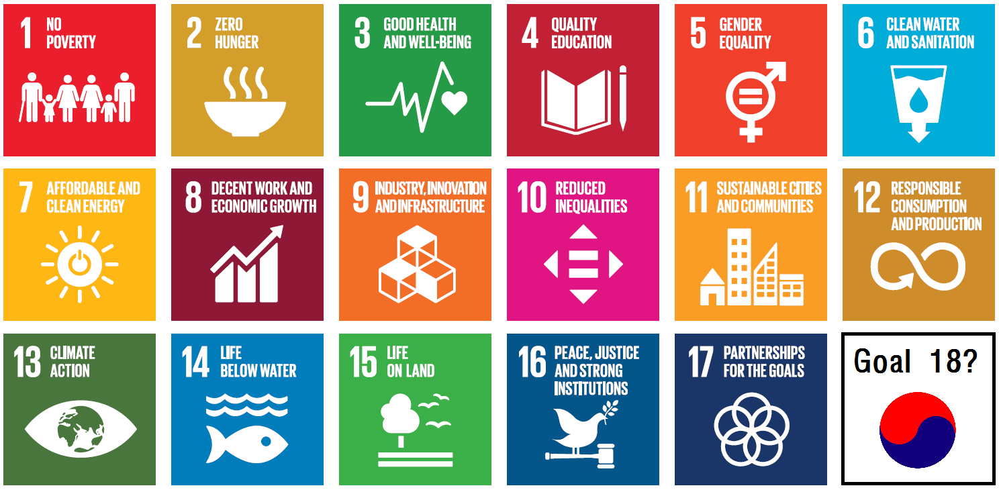 1 NO
POVERTY
2 ZERO
HUNGER
3 GOOD HEALTH
AND WELL-BEING
4 QUALITY
EDUCATION
5 GENDER
EQUALITY
6 CLEAN WATER
AND SANITATION
7 AFFORDABLE AND
CLEAN ENERGY
8 DECENT WORK AND
ECONOMIC GROWTH
9 INDUSTRY, INNOVATION
AND INFRASTRUCTURE
10 REDUCED
INEQUALITIES
11 SUSTAINABLE CITIES
AND COMMUNITIES
12 RESPONSIBLE
CONSUMPTION
AND PRODUCTION
13 CLIMATE
ACTION
14 LIFE
BELOW WATER
15 LIFE
ON LAND
16 PEACE, JUSTICE
AND STRONG
INSTITUTIONS
17 PARTNERSHIPS
FOR THE GOALS
Goal 18?